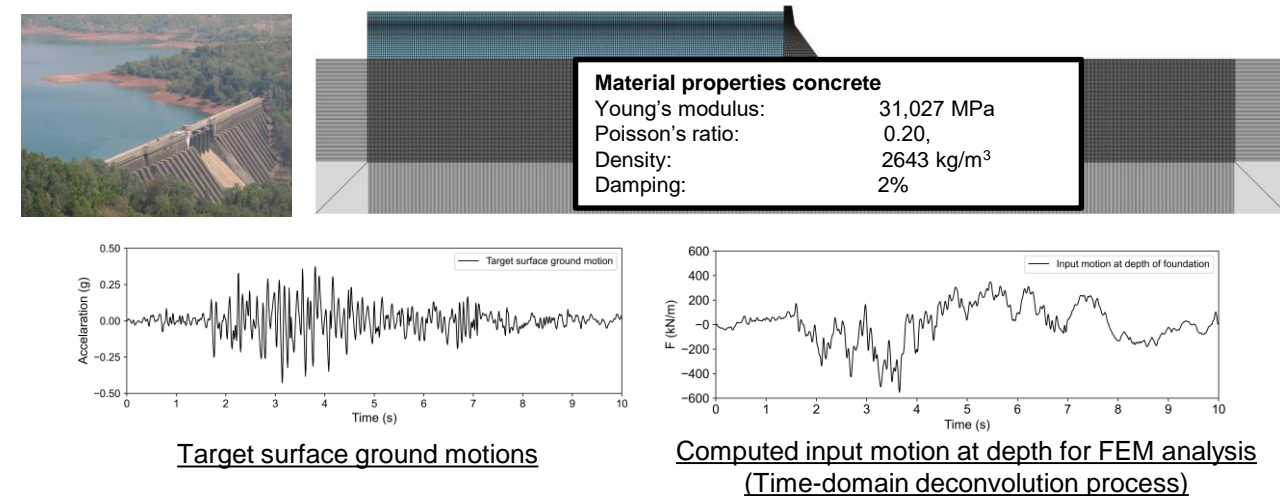 Material properties concrete
Young's modulus: 31,027 MPa
Poisson's ratio: 0.20,
Density: 2643 kg/m³
Damping: 2%
0.50
0.25
0.00
−0.25
−0.50
Accelaration (g)
Target surface ground motion
0 1 2 3 4 5 6 7 8 9 10
Time (s)
Target surface ground motions
600
400
200
−0
−200
−400
−600
F (kN/m)
Input motion at depth of foundation
0 1 2 3 4 5 6 7 8 9 10
Time (s)
Computed input motion at depth for FEM analysis
(Time-domain deconvolution process)